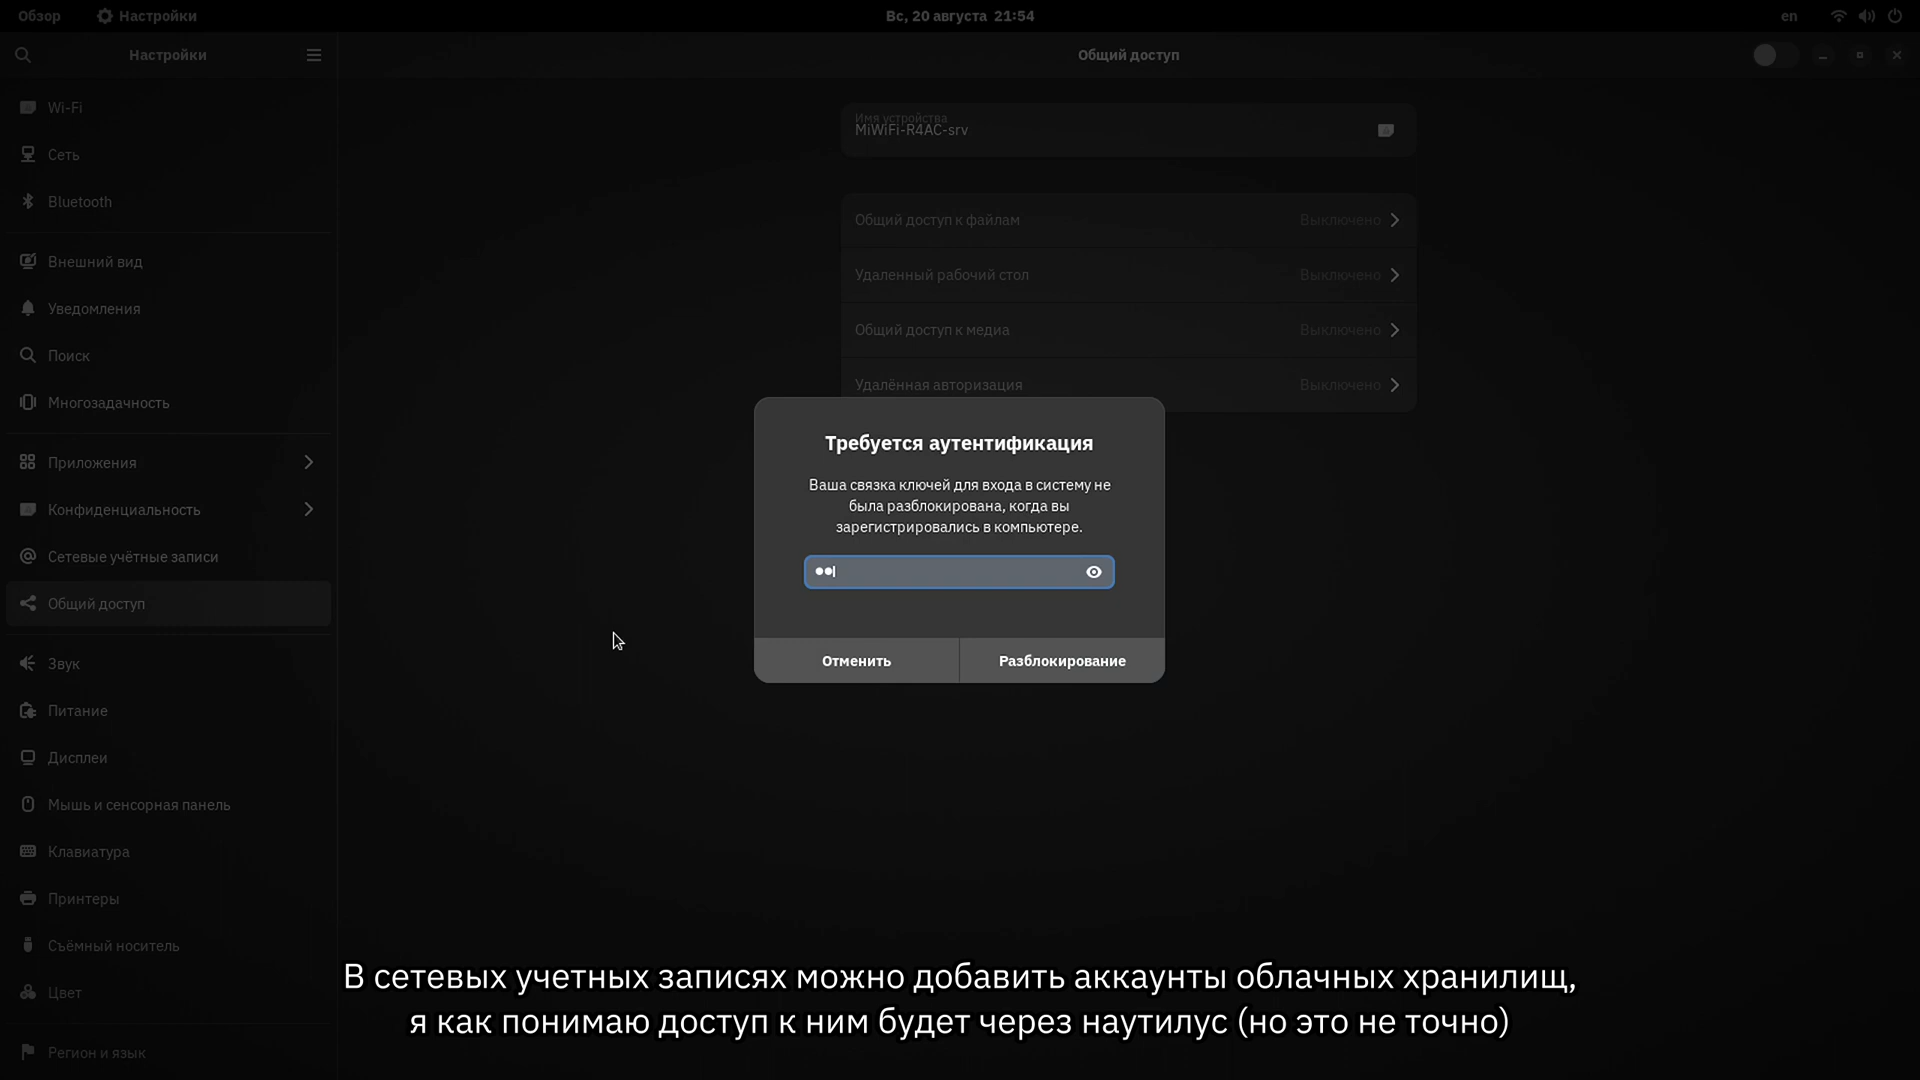 Обзор
Настройки
Вс, 20 августа 21:54
en
Настройки
Общий доступ
Wi-Fi
Сеть
Bluetooth
Внешний вид
Уведомления
Поиск
Многозадачность
Приложения
Конфиденциальность
Сетевые учётные записи
Общий доступ
Звук
Питание
Дисплеи
Мышь и сенсорная панель
Клавиатура
Принтеры
Съёмный носитель
Цвет
Регион и язык
Имя устройства
MiWiFi-R4AC-srv
Общий доступ к файлам Выключено
Удаленный рабочий стол Выключено
Общий доступ к медиа Выключено
Удалённая авторизация Выключено
Требуется аутентификация
Ваша связка ключей для входа в систему не
была разблокирована, когда вы
зарегистрировались в компьютере.
Отменить
Разблокирование
В сетевых учетных записях можно добавить аккаунты облачных хранилищ,
я как понимаю доступ к ним будет через наутилус (но это не точно)